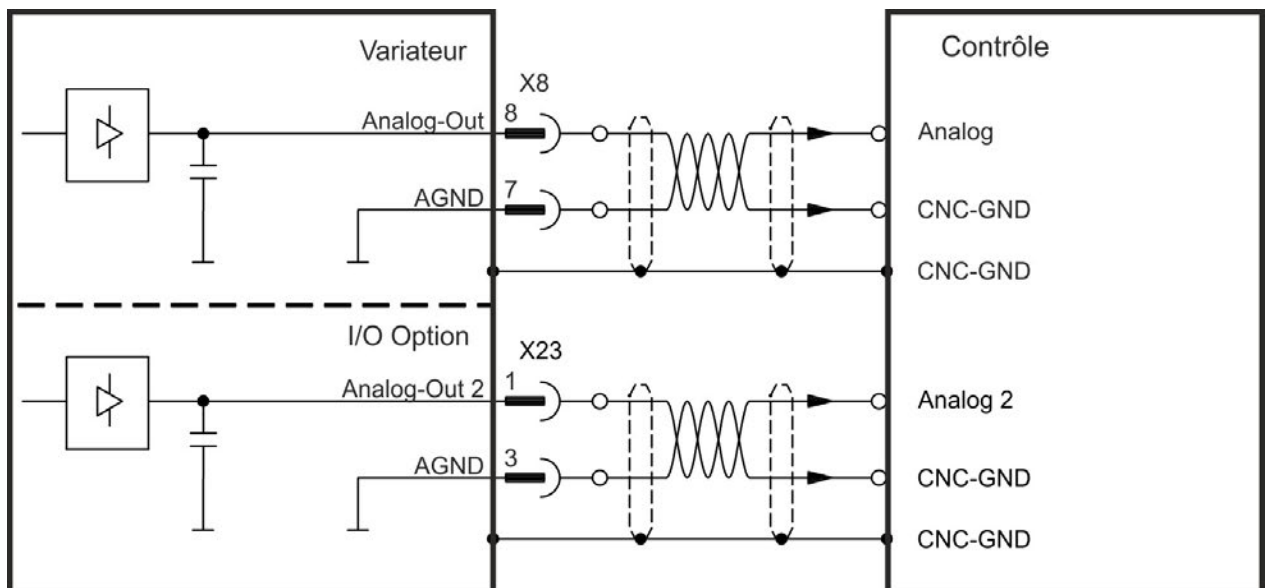 Variateur
Contrôle
X8
Analog-Out
8
Analog
AGND
7
CNC-GND
CNC-GND
I/O Option
X23
Analog-Out 2
1
Analog 2
AGND
3
CNC-GND
CNC-GND